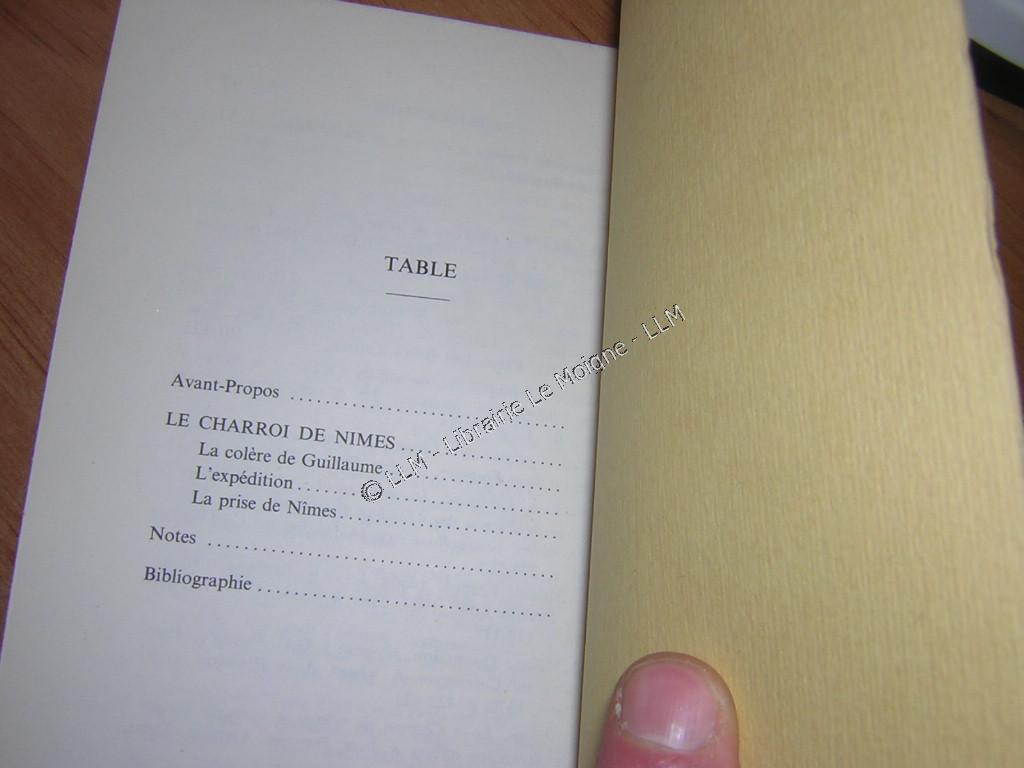 TABLE
Avant-Propos ..............................
LE CHARROI DE NIMES ....................
La colère de Guillaume ....................
L'expédition ..............................
La prise de Nîmes ........................
Notes ........................................
Bibliographie ..................................
© LLM - Librairie Le Moigne - LLM